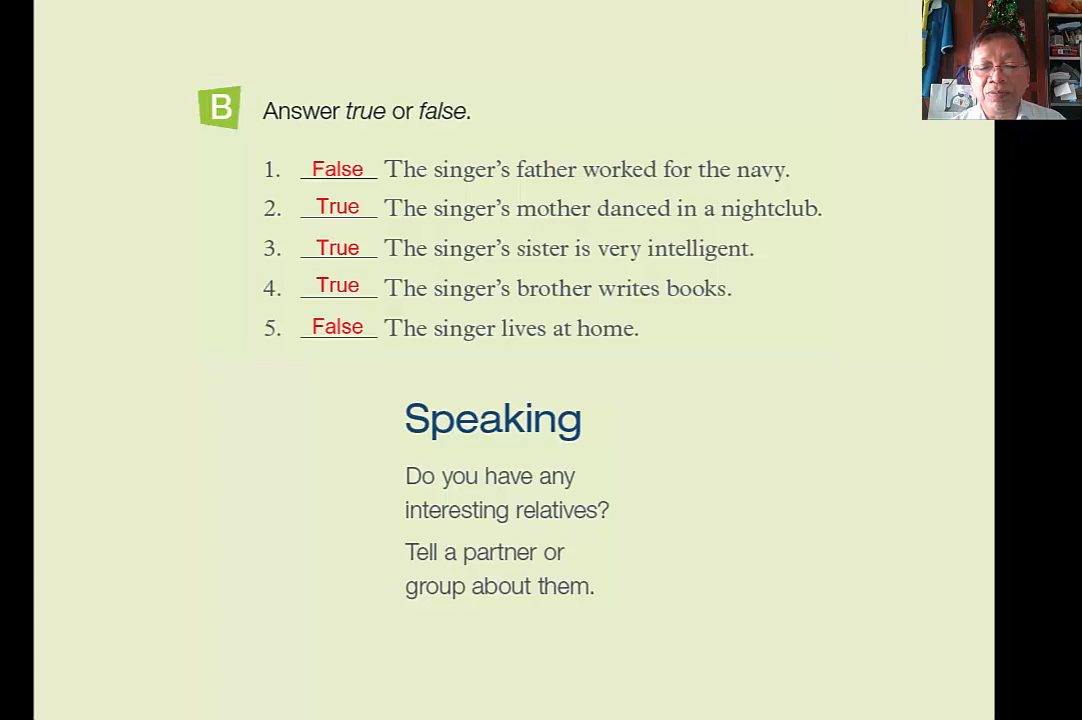 B Answer true or false.
1. False The singer's father worked for the navy.
2. True The singer's mother danced in a nightclub.
3. True The singer's sister is very intelligent.
4. True The singer's brother writes books.
5. False The singer lives at home.
Speaking
Do you have any
interesting relatives?
Tell a partner or
group about them.